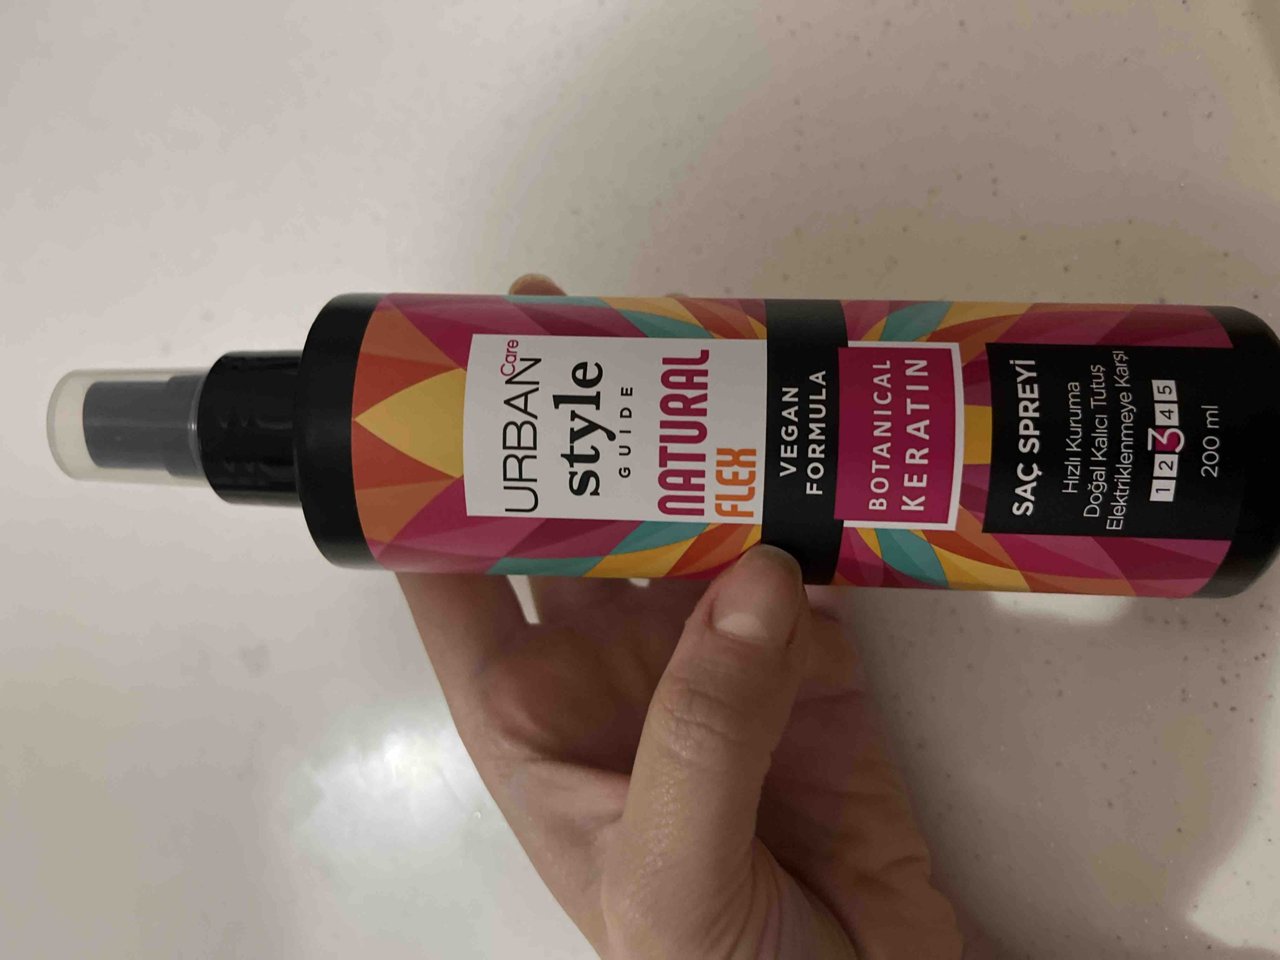 URBAN Care
style
GUIDE
NATURAL
FLEX
VEGAN
FORMULA
BOTANICAL
KERATIN
SAÇ SPREYİ
Hızlı Kuruma
Doğal Kalıcı Tutuş
Elektriklenmeye Karşı
1 2 3 4 5
200 ml